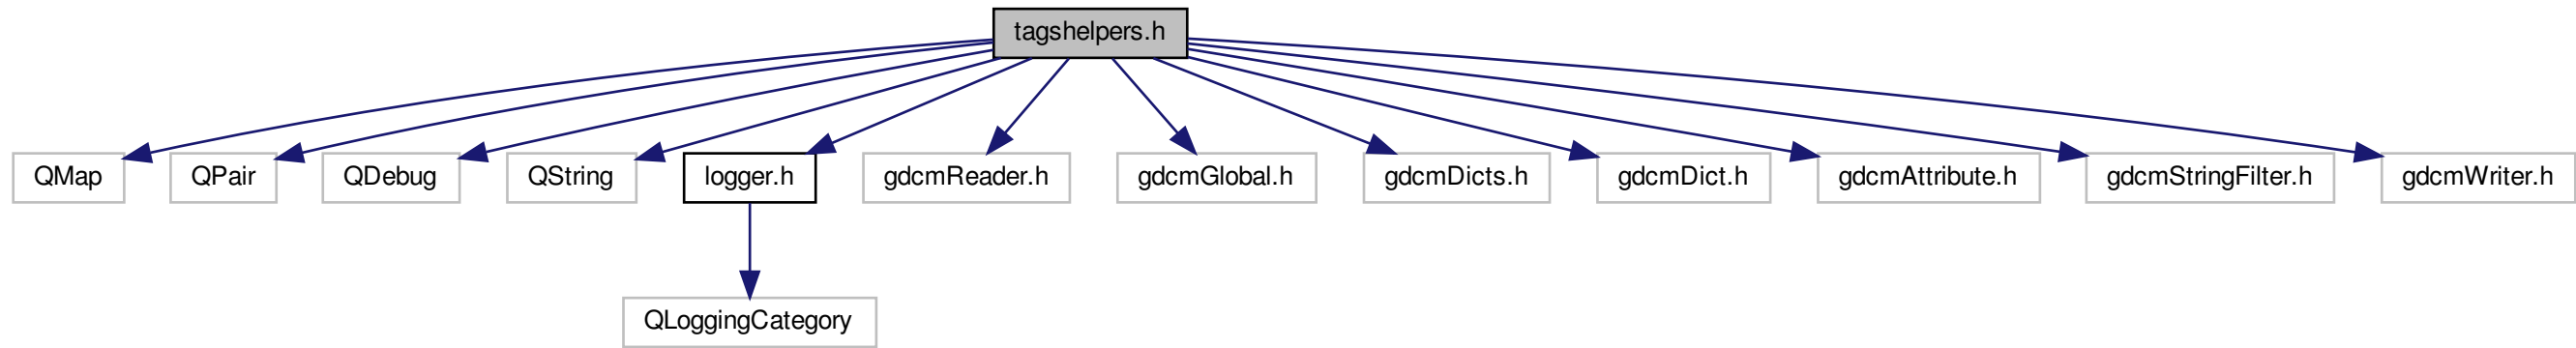 tagshelpers.h
QMap
QPair
QDebug
QString
logger.h
gdcmReader.h
gdcmGlobal.h
gdcmDicts.h
gdcmDict.h
gdcmAttribute.h
gdcmStringFilter.h
gdcmWriter.h
QLoggingCategory